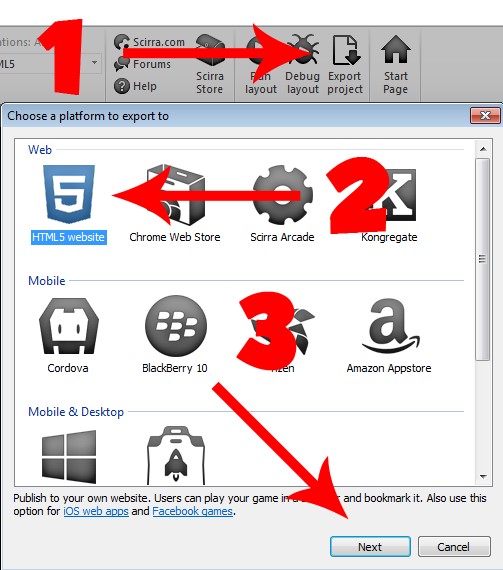 1
ations: A
ML5
Scirra.com
Forums
Help
Scirra
Store
layout
Debug
layout
Export
project
Start
Page
Choose a platform to export to
Web
5
2
K
HTML5 website
Chrome Web Store
Scirra Arcade
Kongregate
Mobile
3
a
Cordova
BlackBerry 10
Amazon Appstore
Mobile & Desktop
Publish to your own website. Users can play your game in a and bookmark it. Also use this
option for iOS web apps and Facebook games.
Next
Cancel